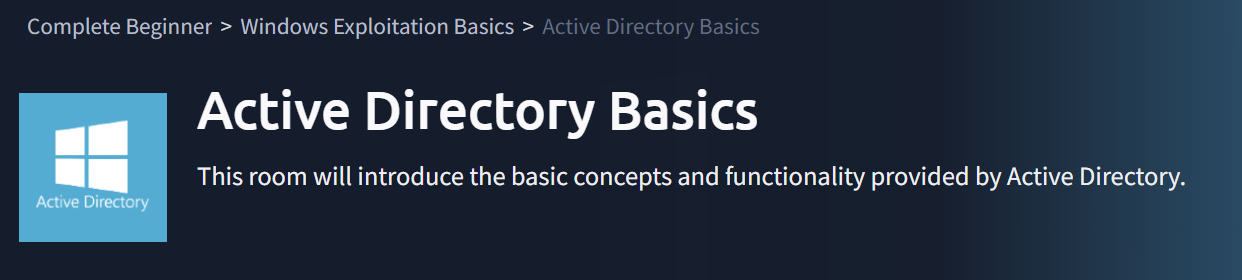 Complete Beginner > Windows Exploitation Basics > Active Directory Basics
Active Directory Basics
This room will introduce the basic concepts and functionality provided by Active Directory.
Active Directory